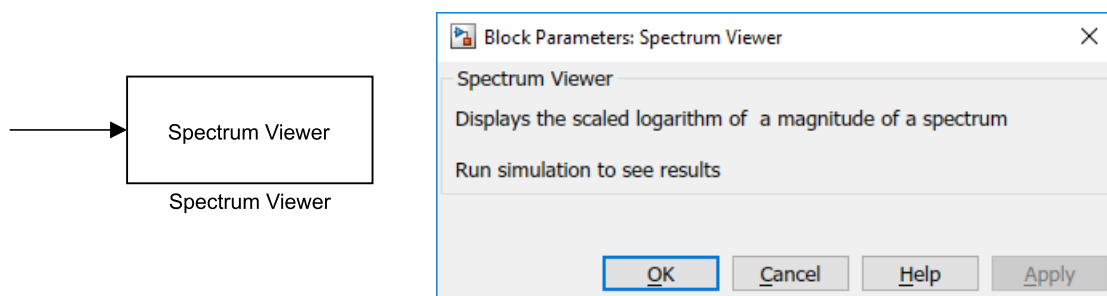 Spectrum Viewer
Spectrum Viewer
Block Parameters: Spectrum Viewer
Spectrum Viewer
Displays the scaled logarithm of  a magnitude of a spectrum
Run simulation to see results
OK
Cancel
Help
Apply